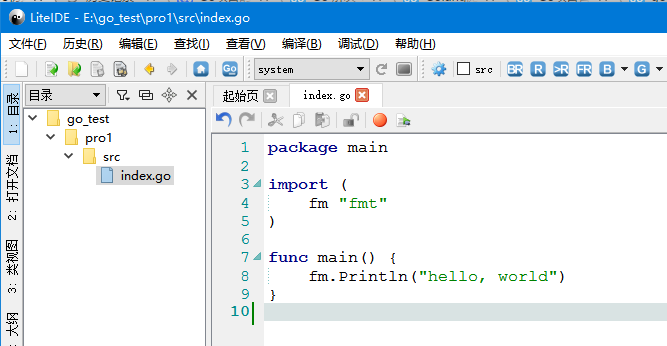 LiteIDE - E:\go_test\pro1\src\index.go
文件(F) 历史(R) 编辑(E) 查找(I) 查看(V) 编译(B) 调试(D) 帮助(H)
Go system src BR R >R FR B G
目录 起始页 index.go
1: 目录
2: 打开文档
3: 类视图
大纲
go_test
pro1
src
index.go
1 package main
2
3 import (
4 fm "fmt"
5 )
6
7 func main() {
8 fm.Println("hello, world")
9 }
10